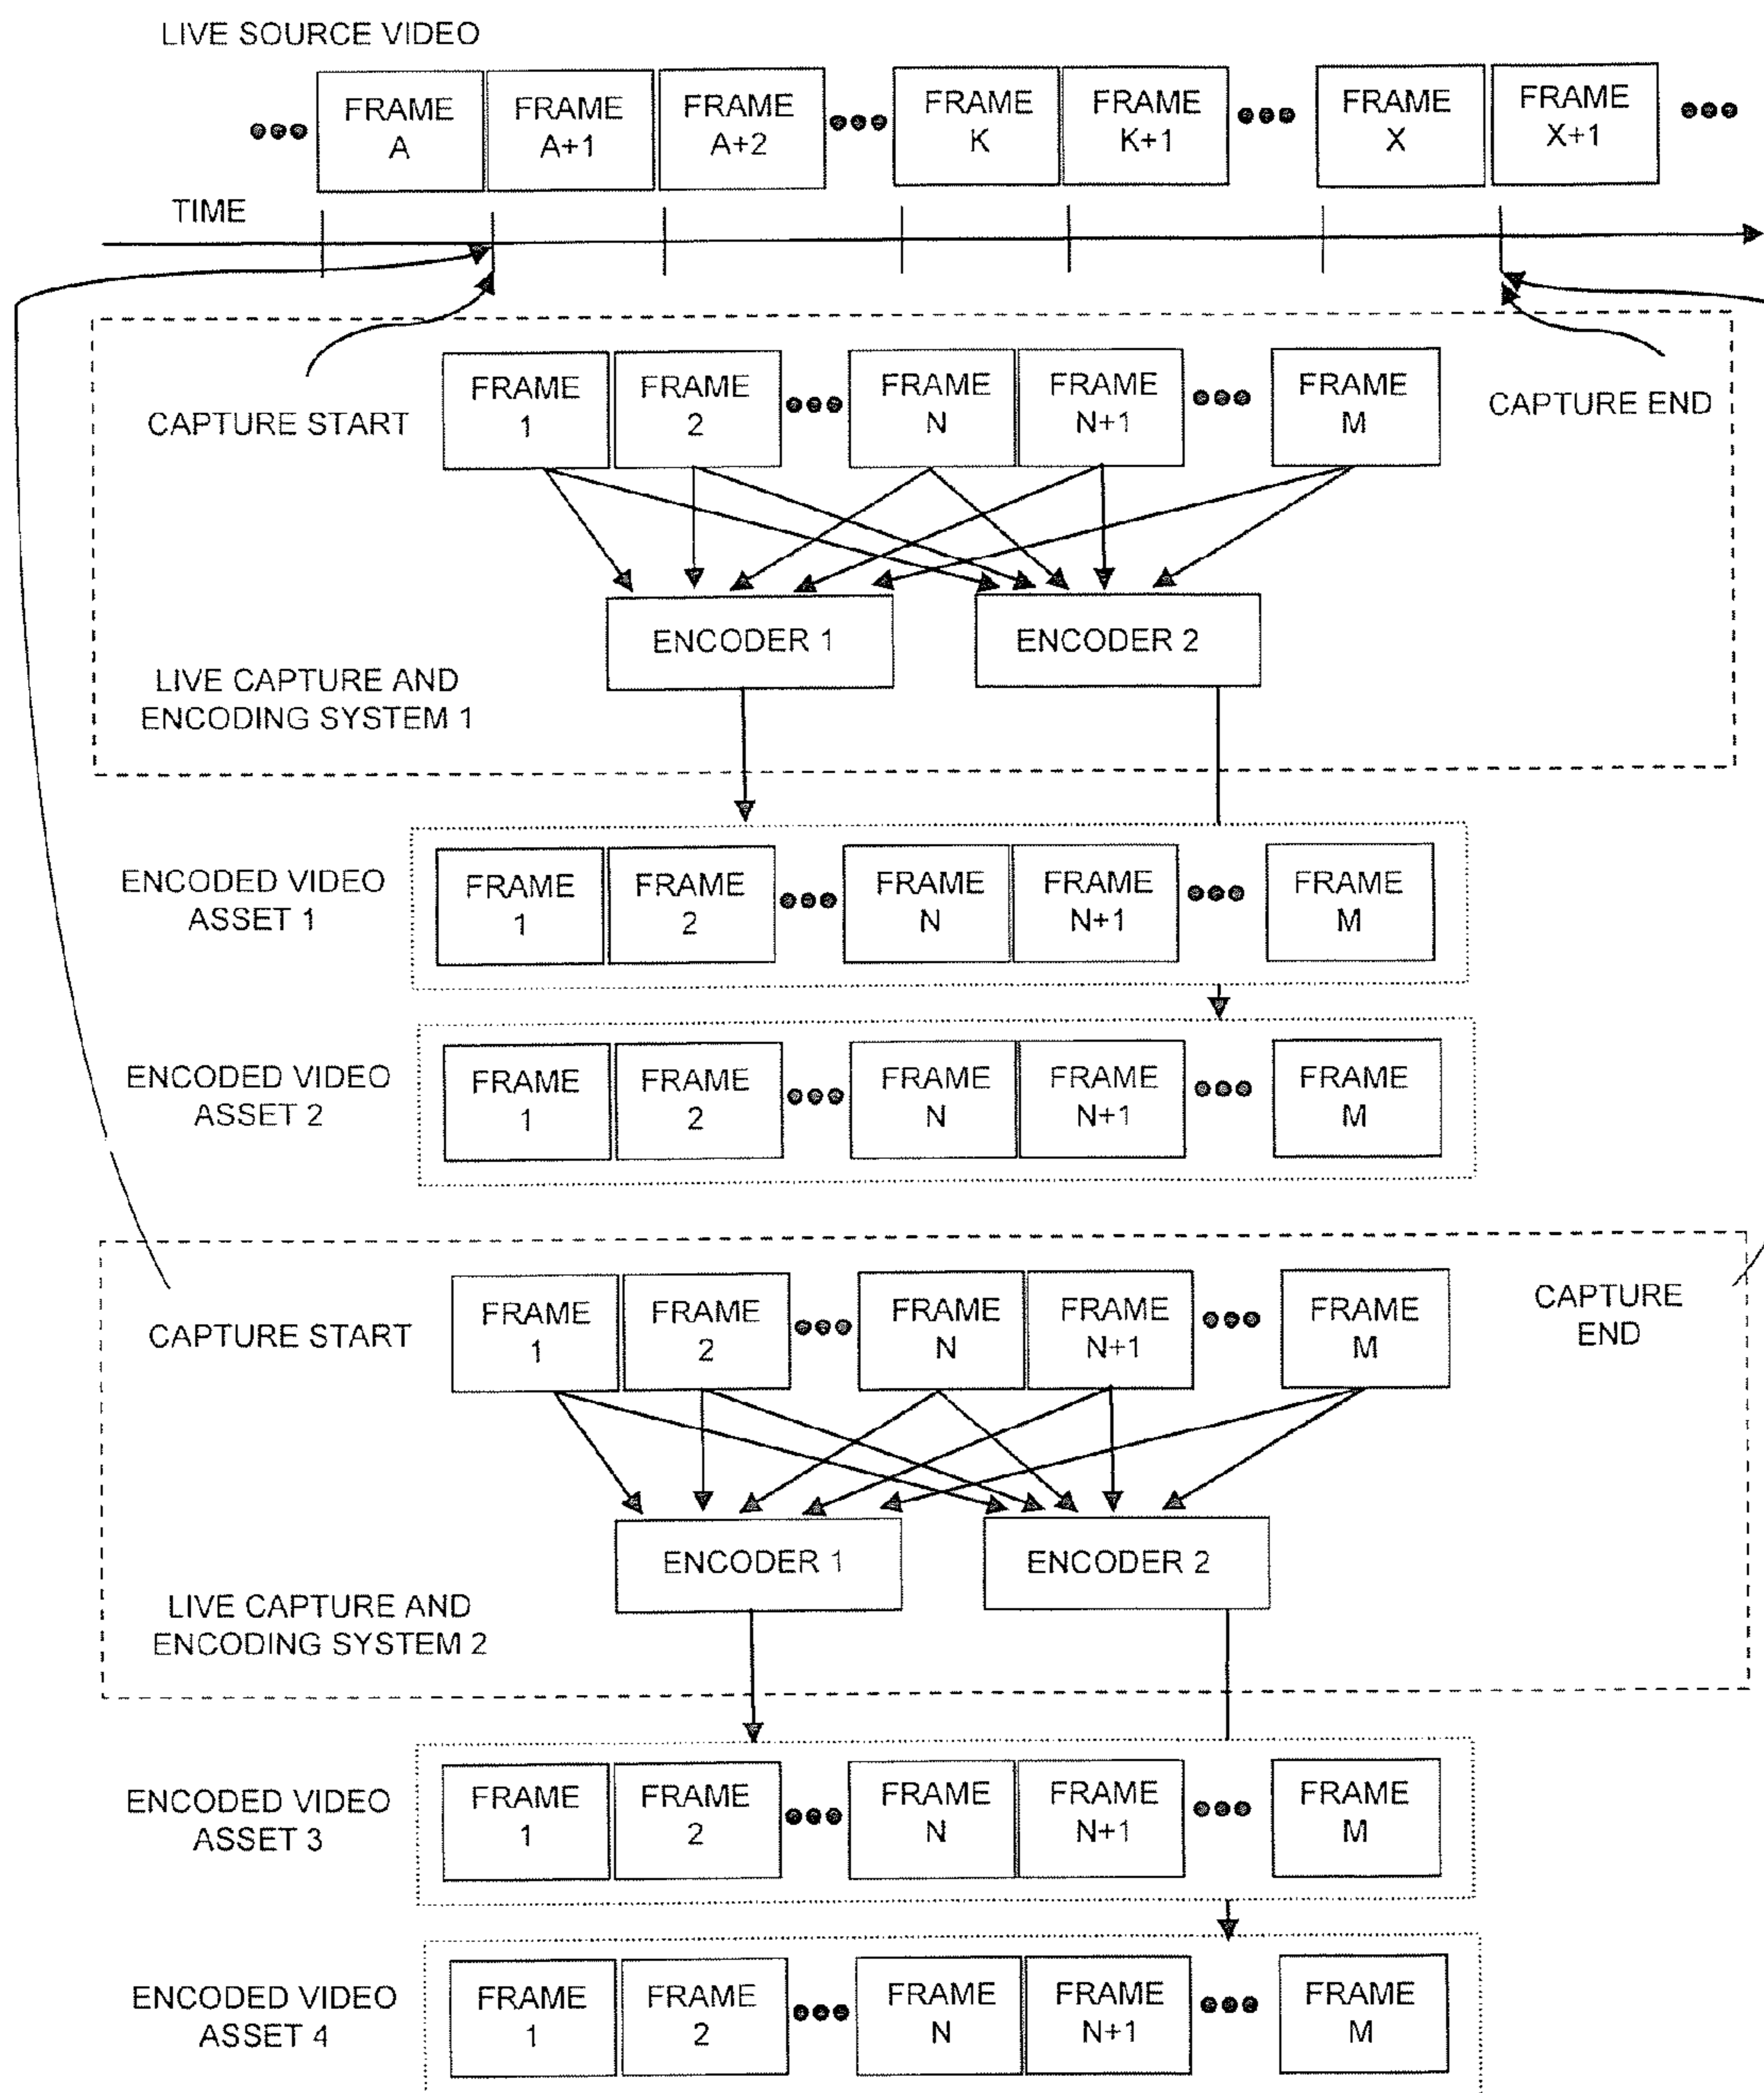 LIVE SOURCE VIDEO
FRAME A
FRAME A+1
FRAME A+2
FRAME K
FRAME K+1
FRAME X
FRAME X+1
TIME
FRAME 1
FRAME 2
FRAME N
FRAME N+1
FRAME M
CAPTURE START
CAPTURE END
ENCODER 1
ENCODER 2
LIVE CAPTURE AND
ENCODING SYSTEM 1
ENCODED VIDEO
ASSET 1
FRAME 1
FRAME 2
FRAME N
FRAME N+1
FRAME M
ENCODED VIDEO
ASSET 2
FRAME 1
FRAME 2
FRAME N
FRAME N+1
FRAME M
CAPTURE START
FRAME 1
FRAME 2
FRAME N
FRAME N+1
FRAME M
CAPTURE
END
ENCODER 1
ENCODER 2
LIVE CAPTURE AND
ENCODING SYSTEM 2
ENCODED VIDEO
ASSET 3
FRAME 1
FRAME 2
FRAME N
FRAME N+1
FRAME M
ENCODED VIDEO
ASSET 4
FRAME 1
FRAME 2
FRAME N
FRAME N+1
FRAME M